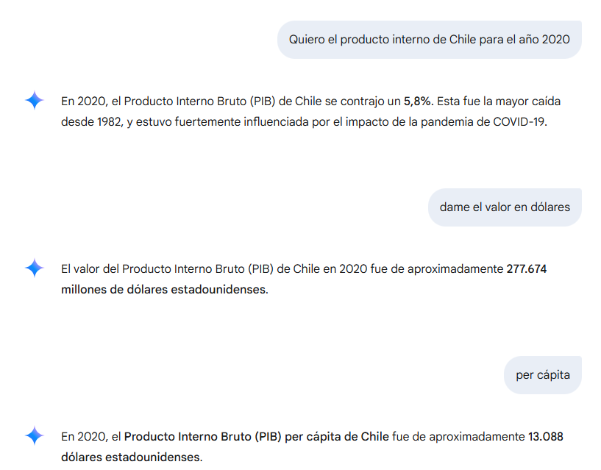 Quiero el producto interno de Chile para el año 2020
En 2020, el Producto Interno Bruto (PIB) de Chile se contrajo un 5,8%. Esta fue la mayor caída
desde 1982, y estuvo fuertemente influenciada por el impacto de la pandemia de COVID-19.
dame el valor en dólares
El valor del Producto Interno Bruto (PIB) de Chile en 2020 fue de aproximadamente 277.674
millones de dólares estadounidenses.
per cápita
En 2020, el Producto Interno Bruto (PIB) per cápita de Chile fue de aproximadamente 13.088
dólares estadounidenses.